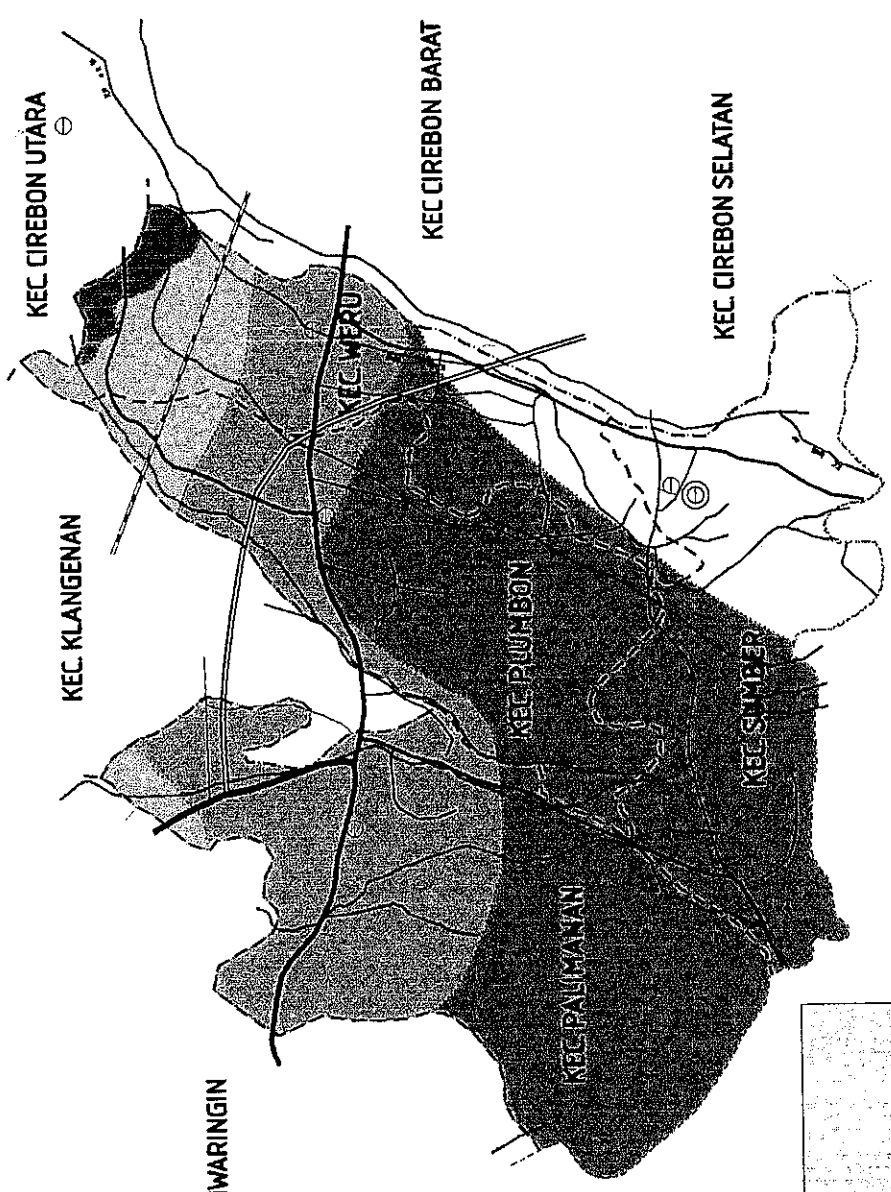 KEC. CIREBON UTARA
KEC CIREBON BARAT
KEC. CIREBON SELATAN
KEC. WERU
KEC. KLANGENAN
KEC. PLUMBON
KEC. SUMBER
KEC. PALIMANAN
WARINGIN